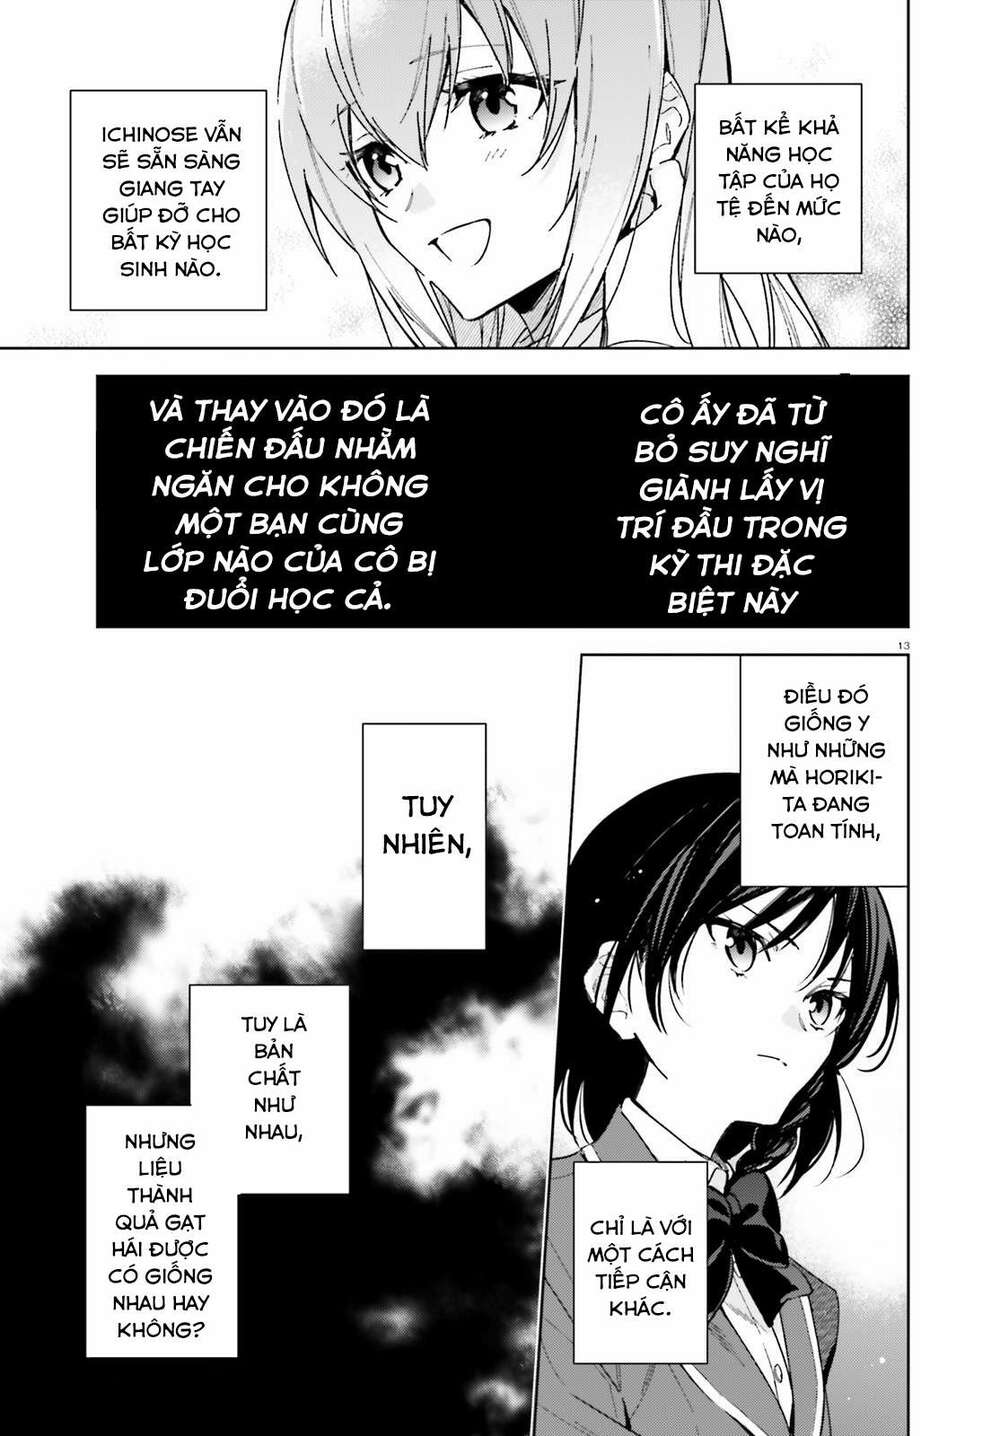 BẤT KỂ KHẢ
NĂNG HỌC
TẬP CỦA HỌ
TỆ ĐẾN MỨC
NÀO,
ICHINOSE VẪN
SẼ SẴN SÀNG
GIANG TAY
GIÚP ĐỠ CHO
BẤT KỲ HỌC
SINH NÀO.
CÔ ẤY ĐÃ TỪ
BỎ SUY NGHĨ
GIÀNH LẤY VỊ
TRÍ ĐẦU TRONG
KỲ THI ĐẶC
BIỆT NÀY
VÀ THAY VÀO ĐÓ LÀ
CHIẾN ĐẤU NHẰM
NGĂN CHO KHÔNG
MỘT BẠN CÙNG
LỚP NÀO CỦA CÔ BỊ
ĐUỔI HỌC CẢ.
13
ĐIỀU ĐÓ
GIỐNG Y
NHƯ NHỮNG
MÀ HORIKI-
TA ĐANG
TOAN TÍNH,
CHỈ LÀ VỚI
MỘT CÁCH
TIẾP CẬN
KHÁC.
TUY
NHIÊN,
TUY LÀ
BẢN
CHẤT
NHƯ
NHAU,
NHƯNG
LIỆU
THÀNH
QUẢ GẠT
HÁI ĐƯỢC
CÓ GIỐNG
NHAU HAY
KHÔNG?